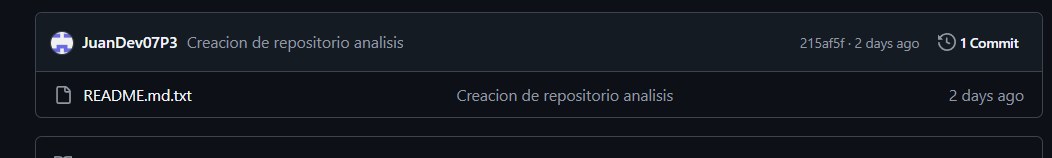 JuanDev07P3 Creacion de repositorio analisis 215af5f · 2 days ago 1 Commit
README.md.txt Creacion de repositorio analisis 2 days ago